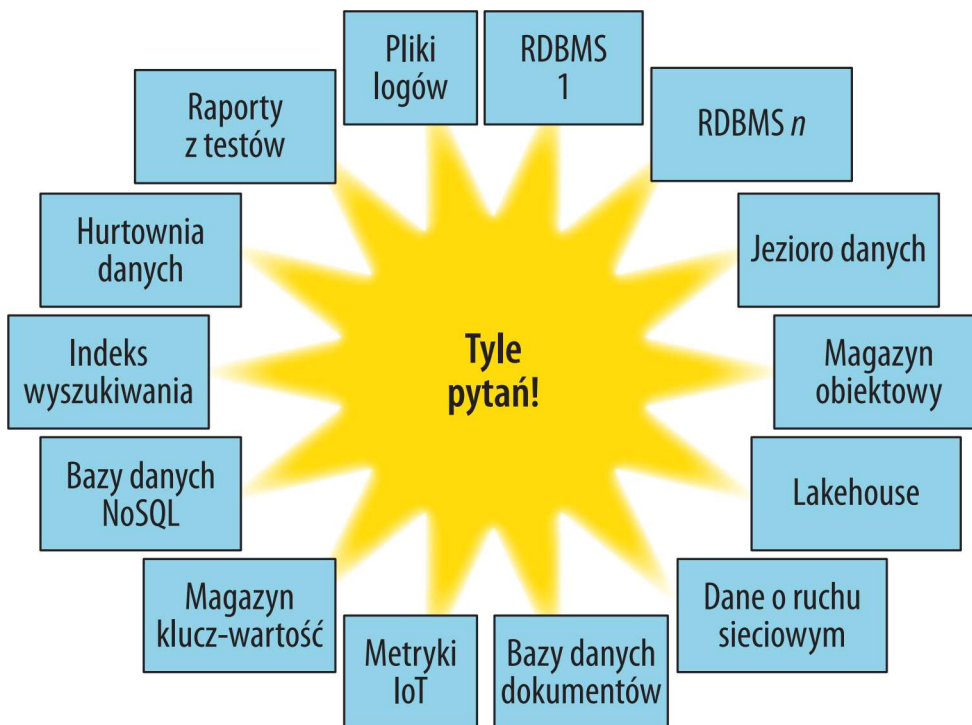 Pliki
logów
RDBMS
1
RDBMS n
Raporty
z testów
Hurtownia
danych
Jezioro danych
Indeks
wyszukiwania
Tyle
pytań!
Magazyn
obiektowy
Bazy danych
NoSQL
Lakehouse
Magazyn
klucz-wartość
Metryki
IoT
Bazy danych
dokumentów
Dane o ruchu
sieciowym